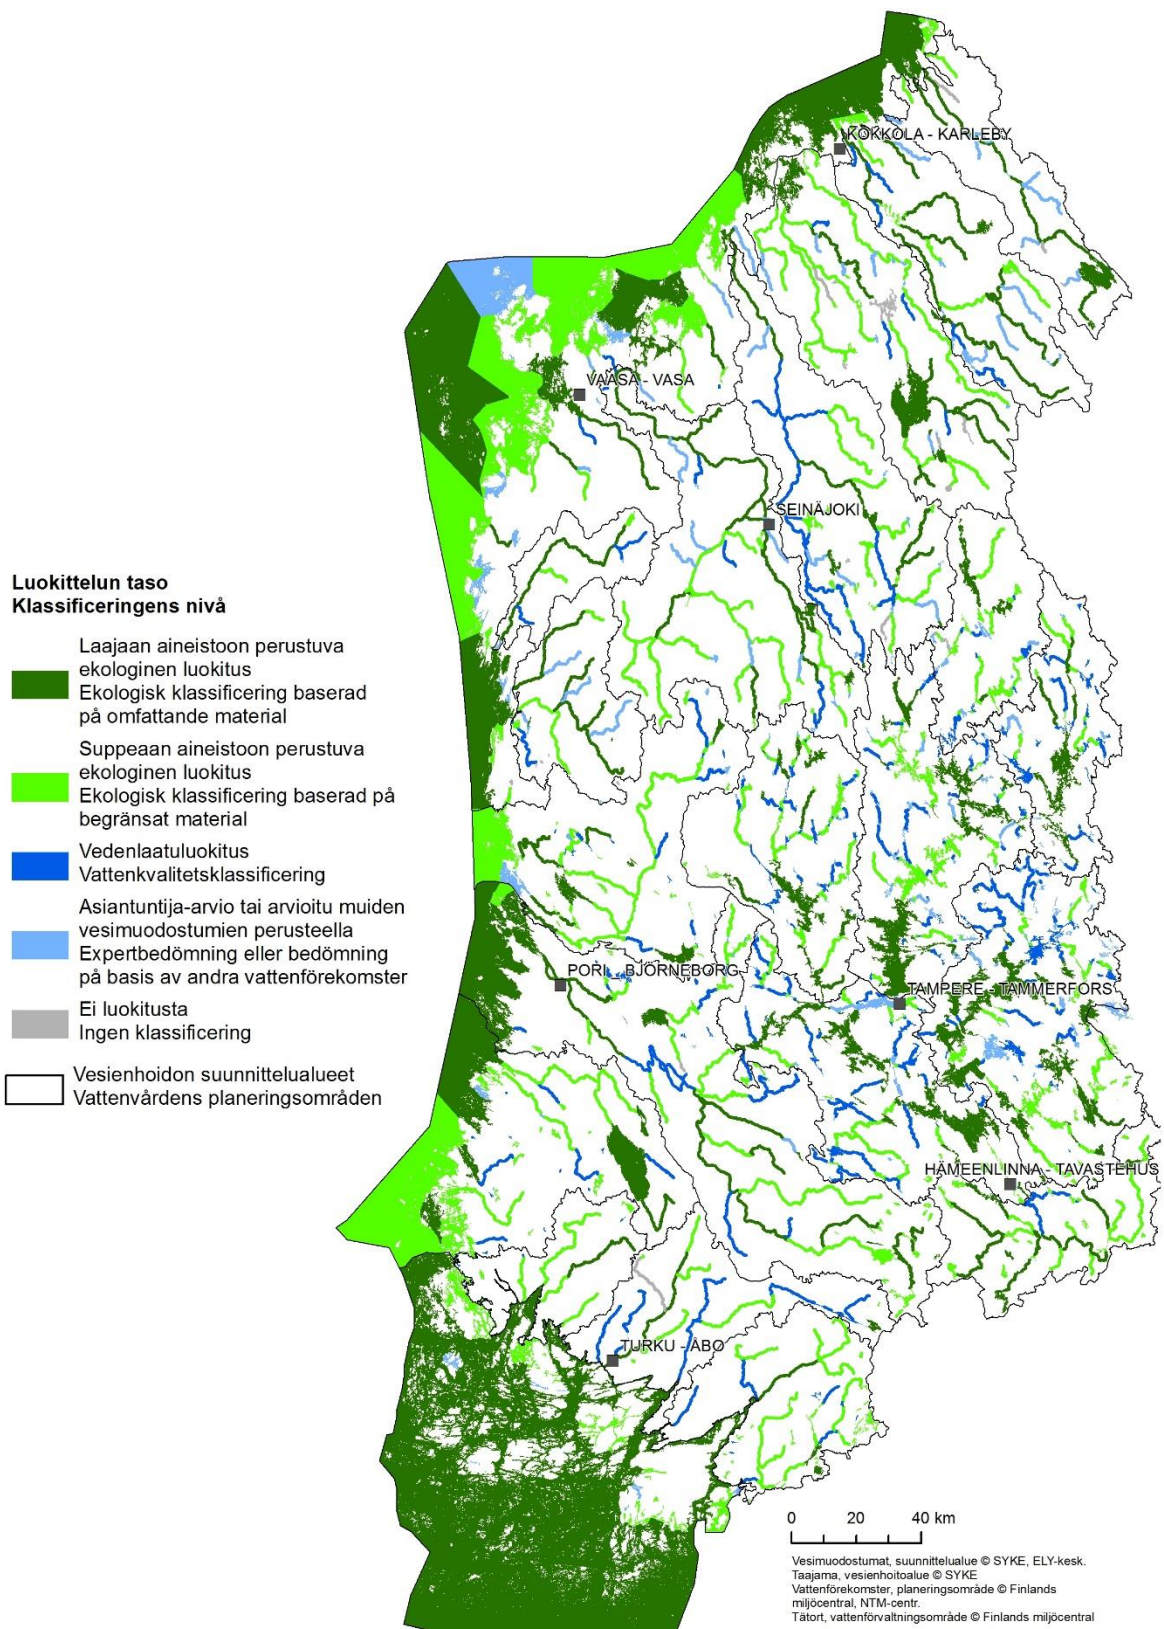 KOKKOLA - KARLEBY
VAASA - VASA
SEINÄJOKI
Luokittelun taso
Klassificeringens nivå
Laajaan aineistoon perustuva
ekologinen luokitus
Ekologisk klassificering baserad
på omfattande material
Suppeaan aineistoon perustuva
ekologinen luokitus
Ekologisk klassificering baserad på
begränsat material
Vedenlaatuluokitus
Vattenkvalitetsklassificering
Asiantuntija-arvio tai arvioitu muiden
vesimuodostumien perusteella
Expertbedömning eller bedömning
på basis av andra vattenförekomster
Ei luokitusta
Ingen klassificering
Vesienhoidon suunnittelualueet
Vattenvårdens planeringsområden
PORI - BJÖRNEBORG
TAMPERE - TAMMERFORS
HÄMEENLINNA - TAVASTEHUS
TURKU - ÅBO
0 20 40 km
Vesimuodostumat, suunnittelualue © SYKE, ELY-kesk.
Taajama, vesienhoitoalue © SYKE
Vattenförekomster, planeringsområde © Finlands
miljöcentral, NTM-centr.
Tätort, vattenförvaltningsområde © Finlands miljöcentral